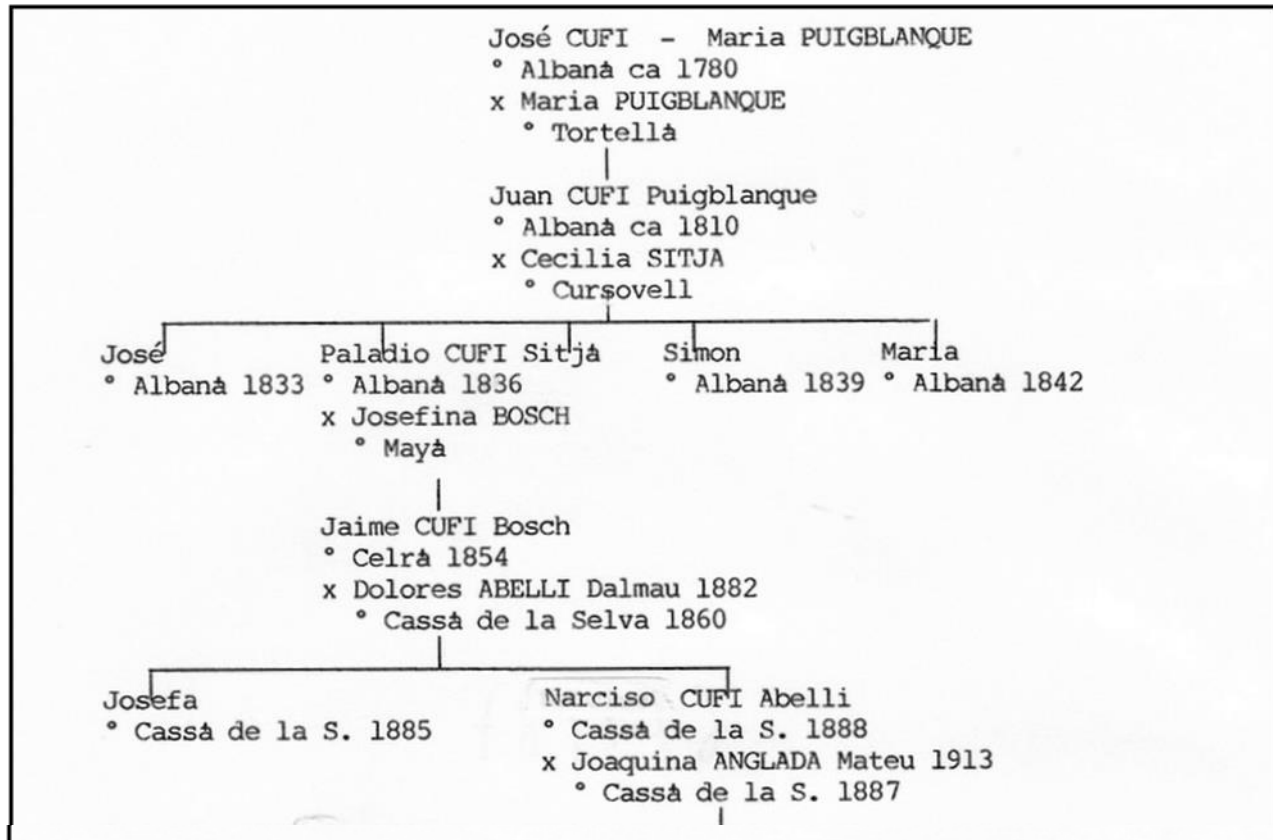 José CUFI - Maria PUIGBLANQUE
° Albanà ca 1780
x Maria PUIGBLANQUE
° Tortellà
Juan CUFI Puigblanque
° Albanà ca 1810
x Cecilia SITJA
° Cursovell
José
° Albanà 1833
Paladio CUFI Sitjà
° Albanà 1836
x Josefina BOSCH
° Mayà
Simon
° Albanà 1839
Maria
° Albanà 1842
Jaime CUFI Bosch
° Celrà 1854
x Dolores ABELLI Dalmau 1882
° Cassà de la Selva 1860
Josefa
° Cassà de la S. 1885
Narciso CUFI Abelli
° Cassà de la S. 1888
x Joaquina ANGLADA Mateu 1913
° Cassà de la S. 1887